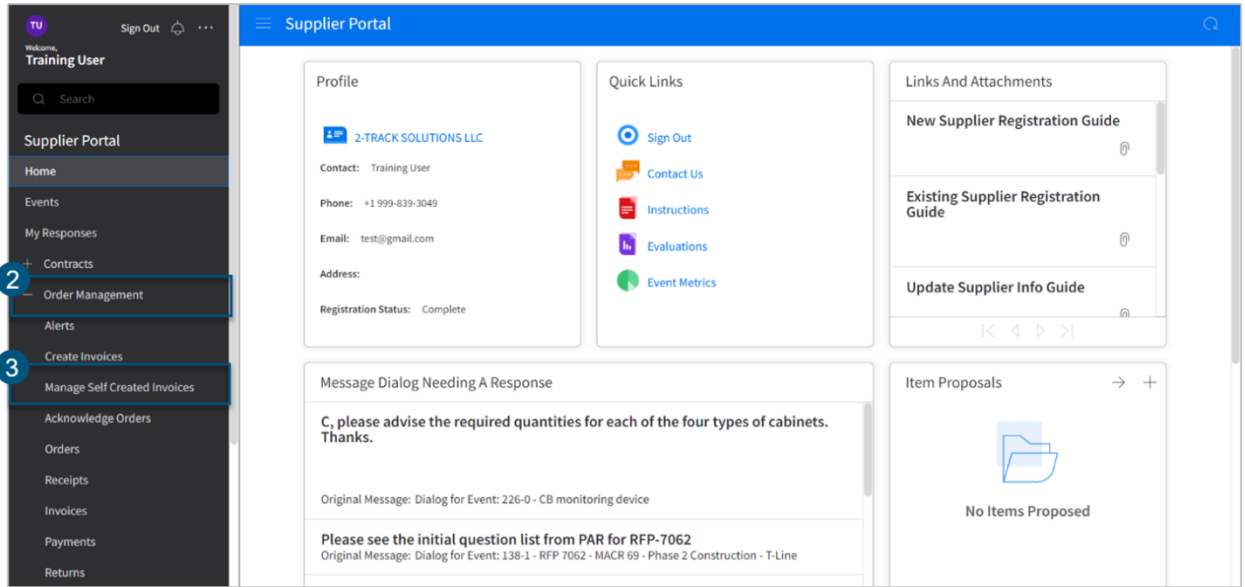 TU
Sign Out
Welcome,
Training User
Search
Supplier Portal
Home
Events
My Responses
+ Contracts
2
− Order Management
Alerts
Create Invoices
3
Manage Self Created Invoices
Acknowledge Orders
Orders
Receipts
Invoices
Payments
Returns
Supplier Portal
Profile
2-TRACK SOLUTIONS LLC
Contact: Training User
Phone: +1 999-839-3049
Email: test@gmail.com
Address:
Registration Status: Complete
Quick Links
Sign Out
Contact Us
Instructions
Evaluations
Event Metrics
Links And Attachments
New Supplier Registration Guide
Existing Supplier Registration
Guide
Update Supplier Info Guide
Message Dialog Needing A Response
C, please advise the required quantities for each of the four types of cabinets.
Thanks.
Original Message: Dialog for Event: 226-0 - CB monitoring device
Please see the initial question list from PAR for RFP-7062
Original Message: Dialog for Event: 138-1 - RFP 7062 - MACR 69 - Phase 2 Construction - T-Line
Item Proposals
No Items Proposed